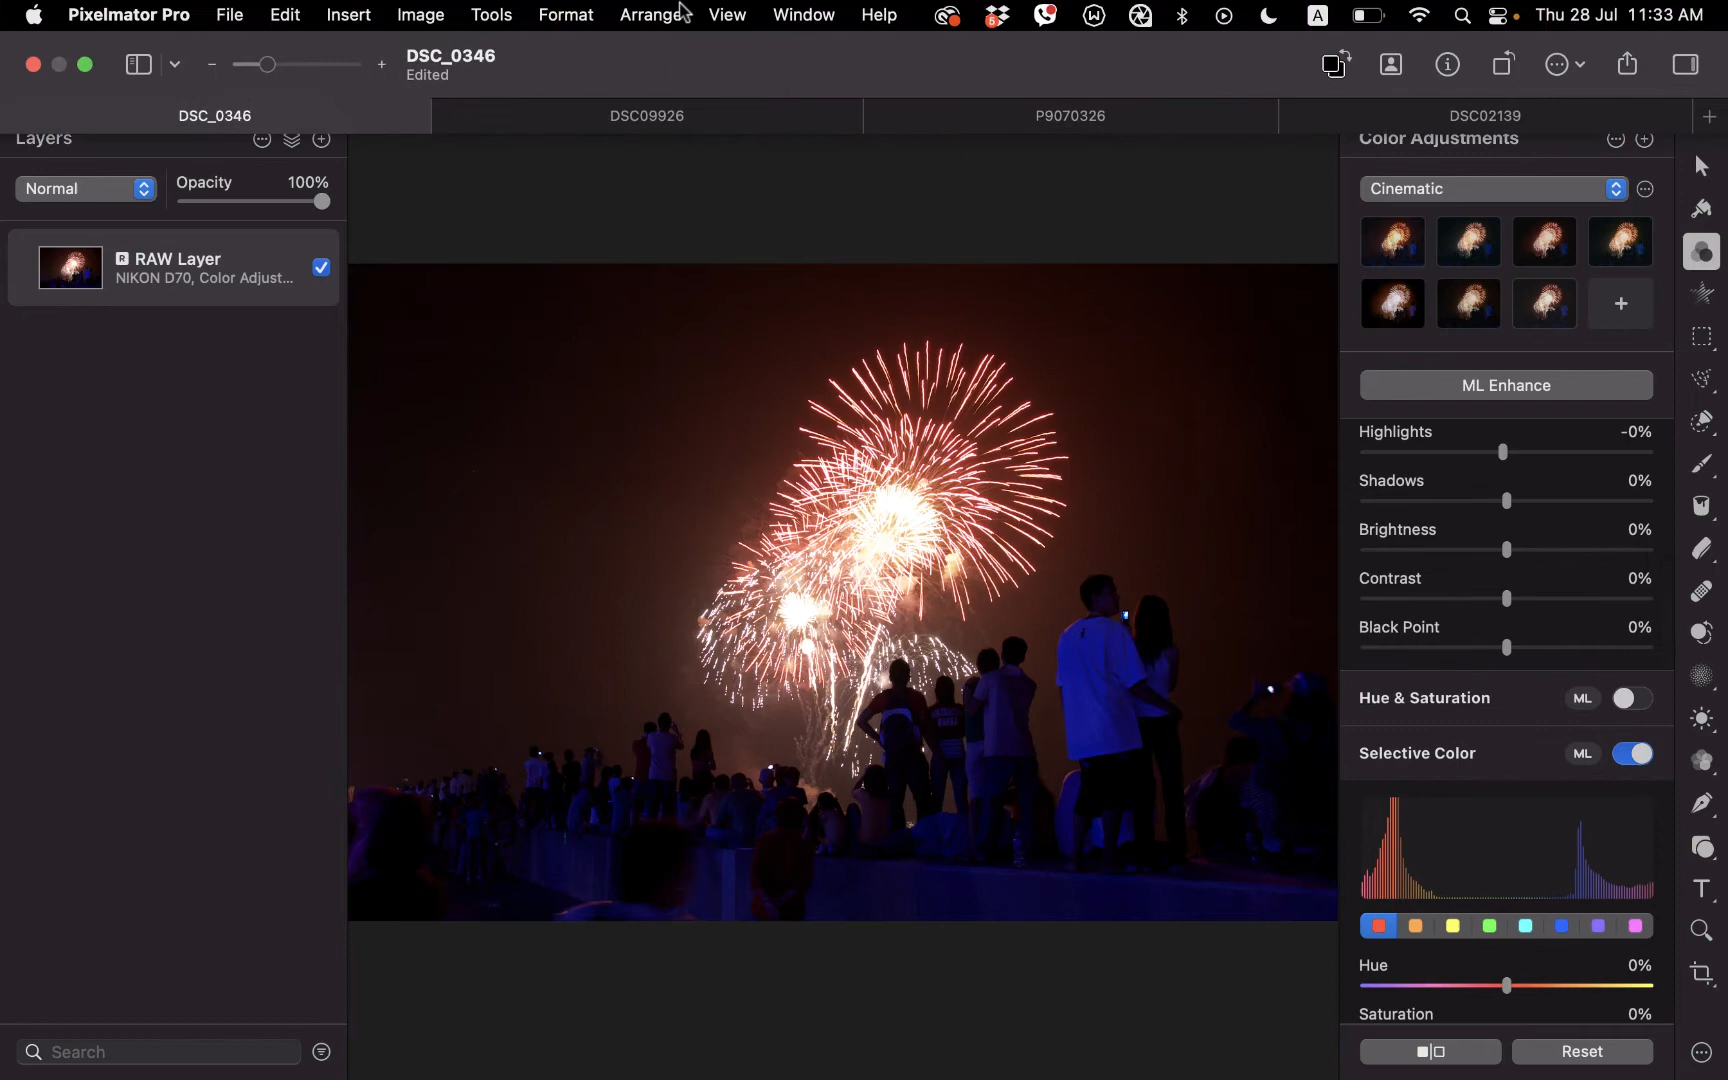 Pixelmator Pro File Edit Insert Image Tools Format Arrange View Window Help 5 A Thu 28 Jul 11:33 AM
DSC_0346
Edited
DSC_0346 DSC09926 P9070326 DSC02139
Layers
Normal
Opacity 100%
R RAW Layer
NIKON D70, Color Adjust...
Search
Color Adjustments
Cinematic
ML Enhance
Highlights -0%
Shadows 0%
Brightness 0%
Contrast 0%
Black Point 0%
Hue & Saturation ML
Selective Color ML
Hue 0%
Saturation 0%
Reset